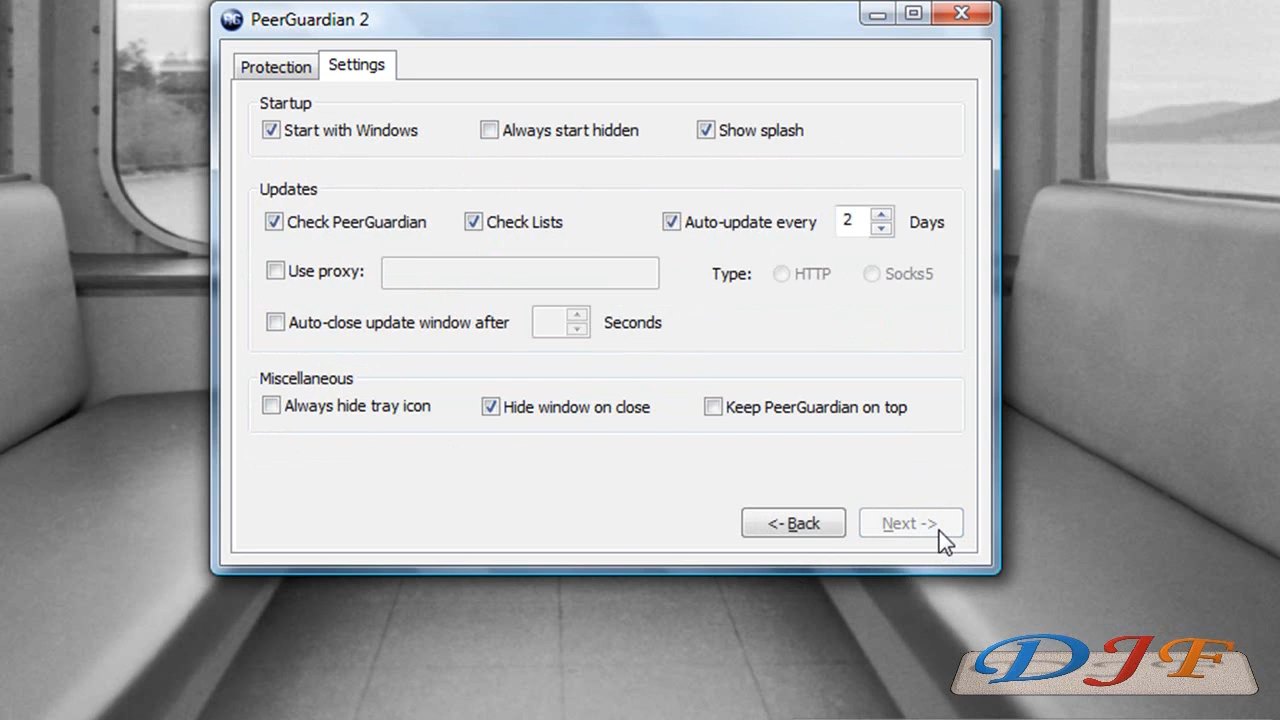 PeerGuardian 2
Protection Settings
Startup
Start with Windows Always start hidden Show splash
Updates
Check PeerGuardian Check Lists Auto-update every 2 Days
Use proxy: Type: HTTP Socks5
Auto-close update window after Seconds
Miscellaneous
Always hide tray icon Hide window on close Keep PeerGuardian on top
<- Back Next ->
DJF